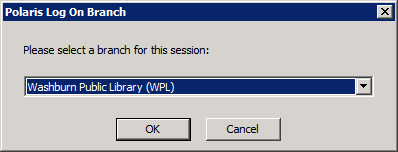 Polaris Log On Branch
Please select a branch for this session:
Washburn Public Library (WPL)
OK
Cancel